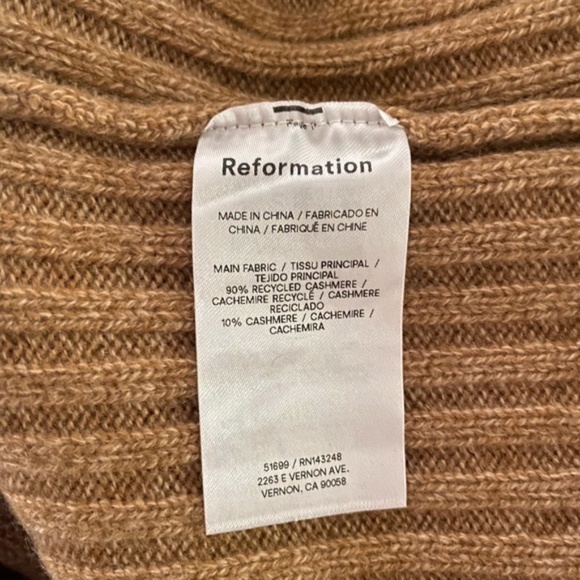 Reformation
MADE IN CHINA / FABRICADO EN
CHINA / FABRIQUÉ EN CHINE
MAIN FABRIC / TISSU PRINCIPAL /
TEJIDO PRINCIPAL
90% RECYCLED CASHMERE /
CACHEMIRE RECYCLÉ / CASHMERE
RECICLADO
10% CASHMERE / CACHEMIRE /
CACHEMIRA
51699 / RN143248
2263 E VERNON AVE.
VERNON, CA 90058